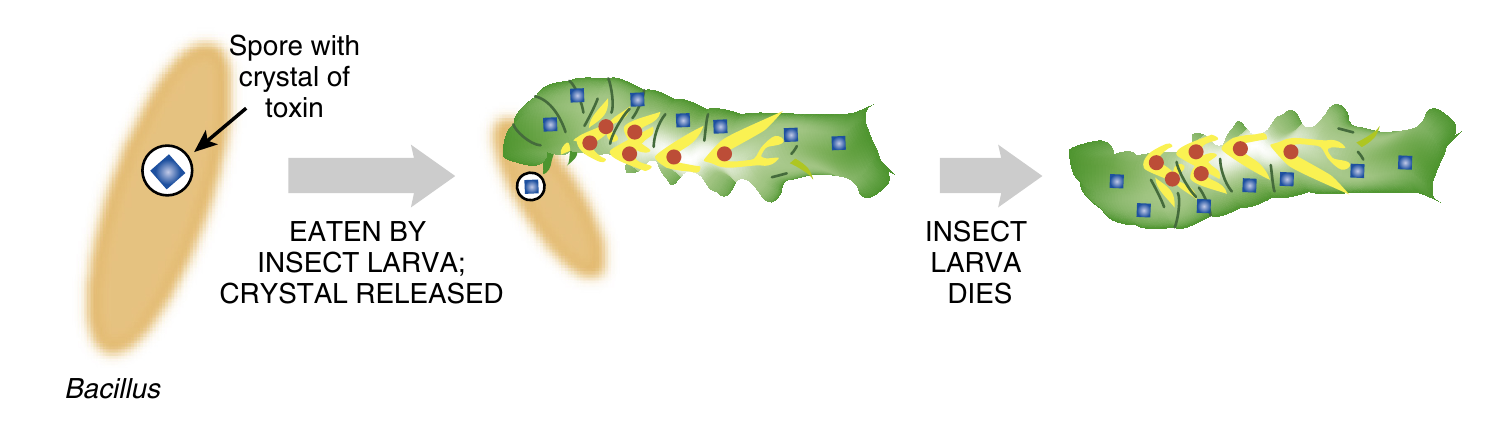 Spore with
crystal of
toxin
EATEN BY
INSECT LARVA;
CRYSTAL RELEASED
INSECT
LARVA
DIES
Bacillus